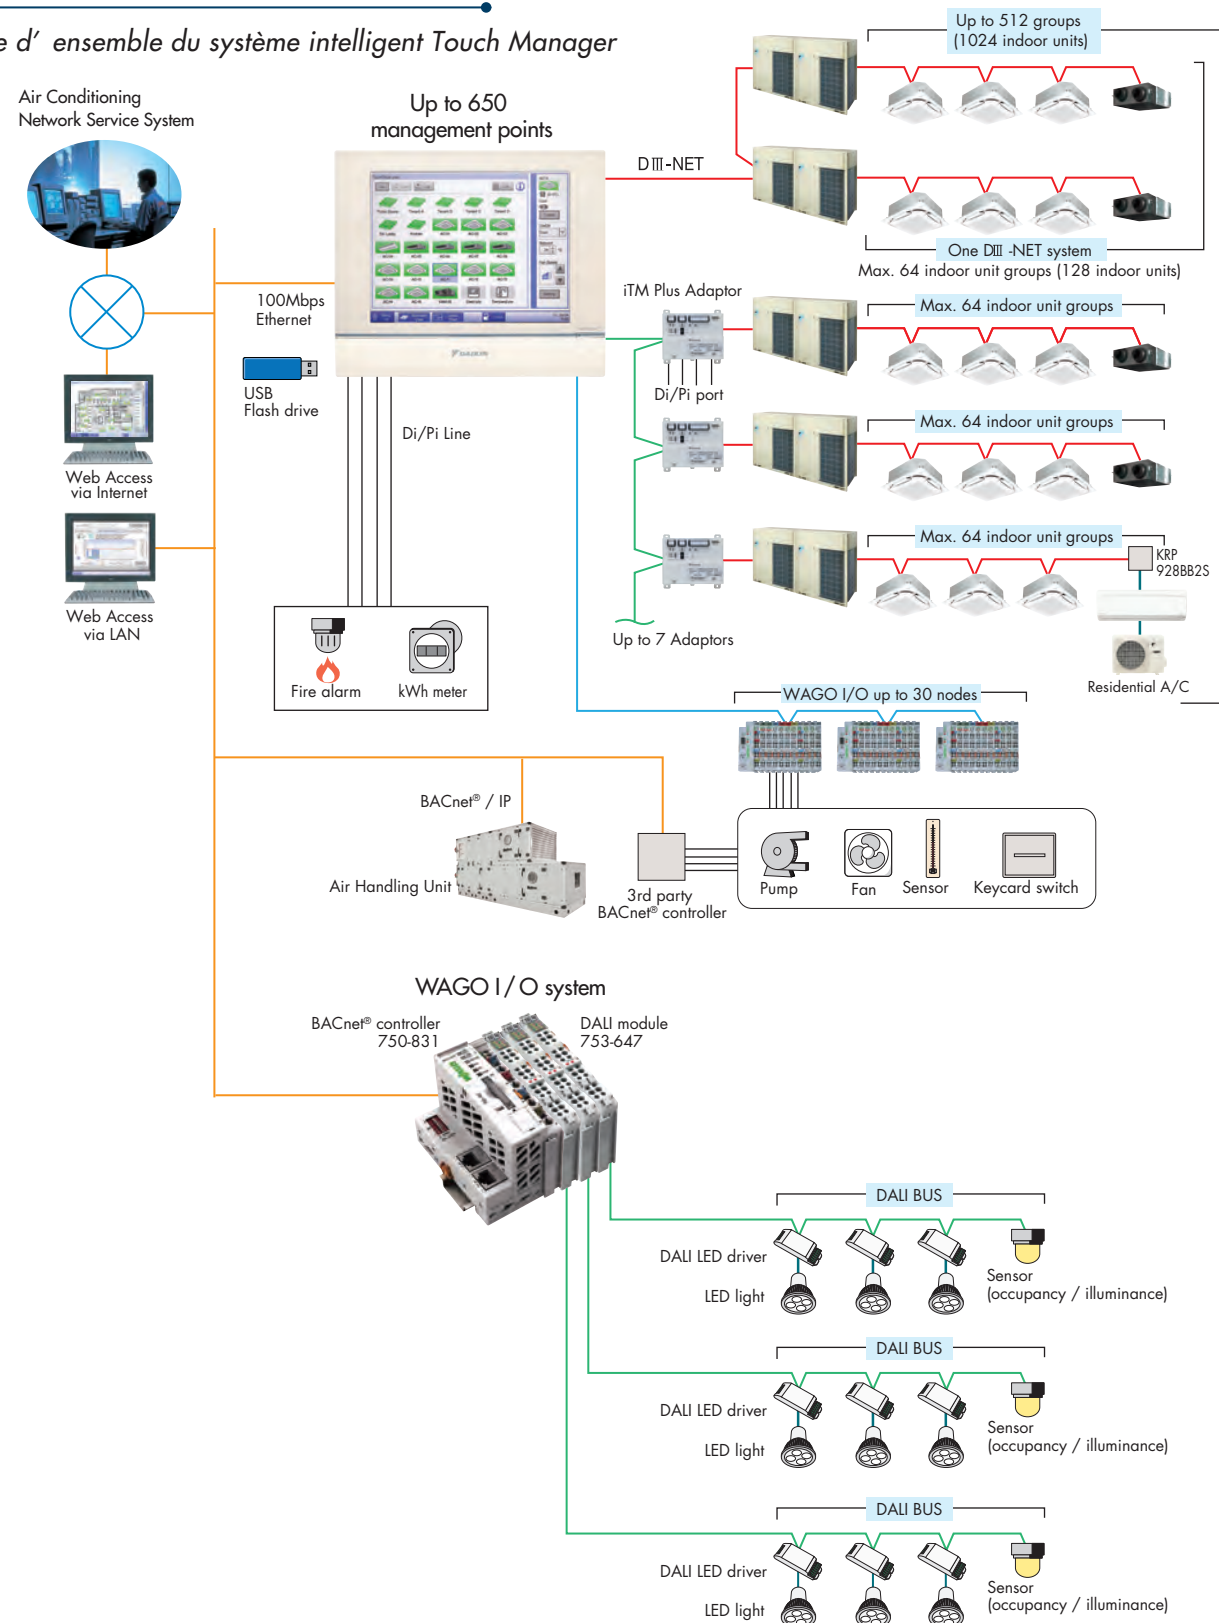 e d’ ensemble du système intelligent Touch Manager
Up to 512 groups
(1024 indoor units)
Air Conditioning
Network Service System
Up to 650
management points
DIII-NET
One DIII -NET system
Max. 64 indoor unit groups (128 indoor units)
100Mbps
Ethernet
iTM Plus Adaptor
Max. 64 indoor unit groups
DAIKIN
USB
Flash drive
Di/Pi port
Di/Pi Line
Max. 64 indoor unit groups
Web Access
via Internet
Max. 64 indoor unit groups
KRP
928BB2S
Web Access
via LAN
Up to 7 Adaptors
Fire alarm
kWh meter
Residential A/C
WAGO I/O up to 30 nodes
BACnet® / IP
Air Handling Unit
3rd party
BACnet® controller
Pump
Fan
Sensor
Keycard switch
WAGO I/O system
BACnet® controller
750-831
DALI module
753-647
DALI BUS
DALI LED driver
LED light
Sensor
(occupancy / illuminance)
DALI BUS
DALI LED driver
LED light
Sensor
(occupancy / illuminance)
DALI BUS
DALI LED driver
LED light
Sensor
(occupancy / illuminance)